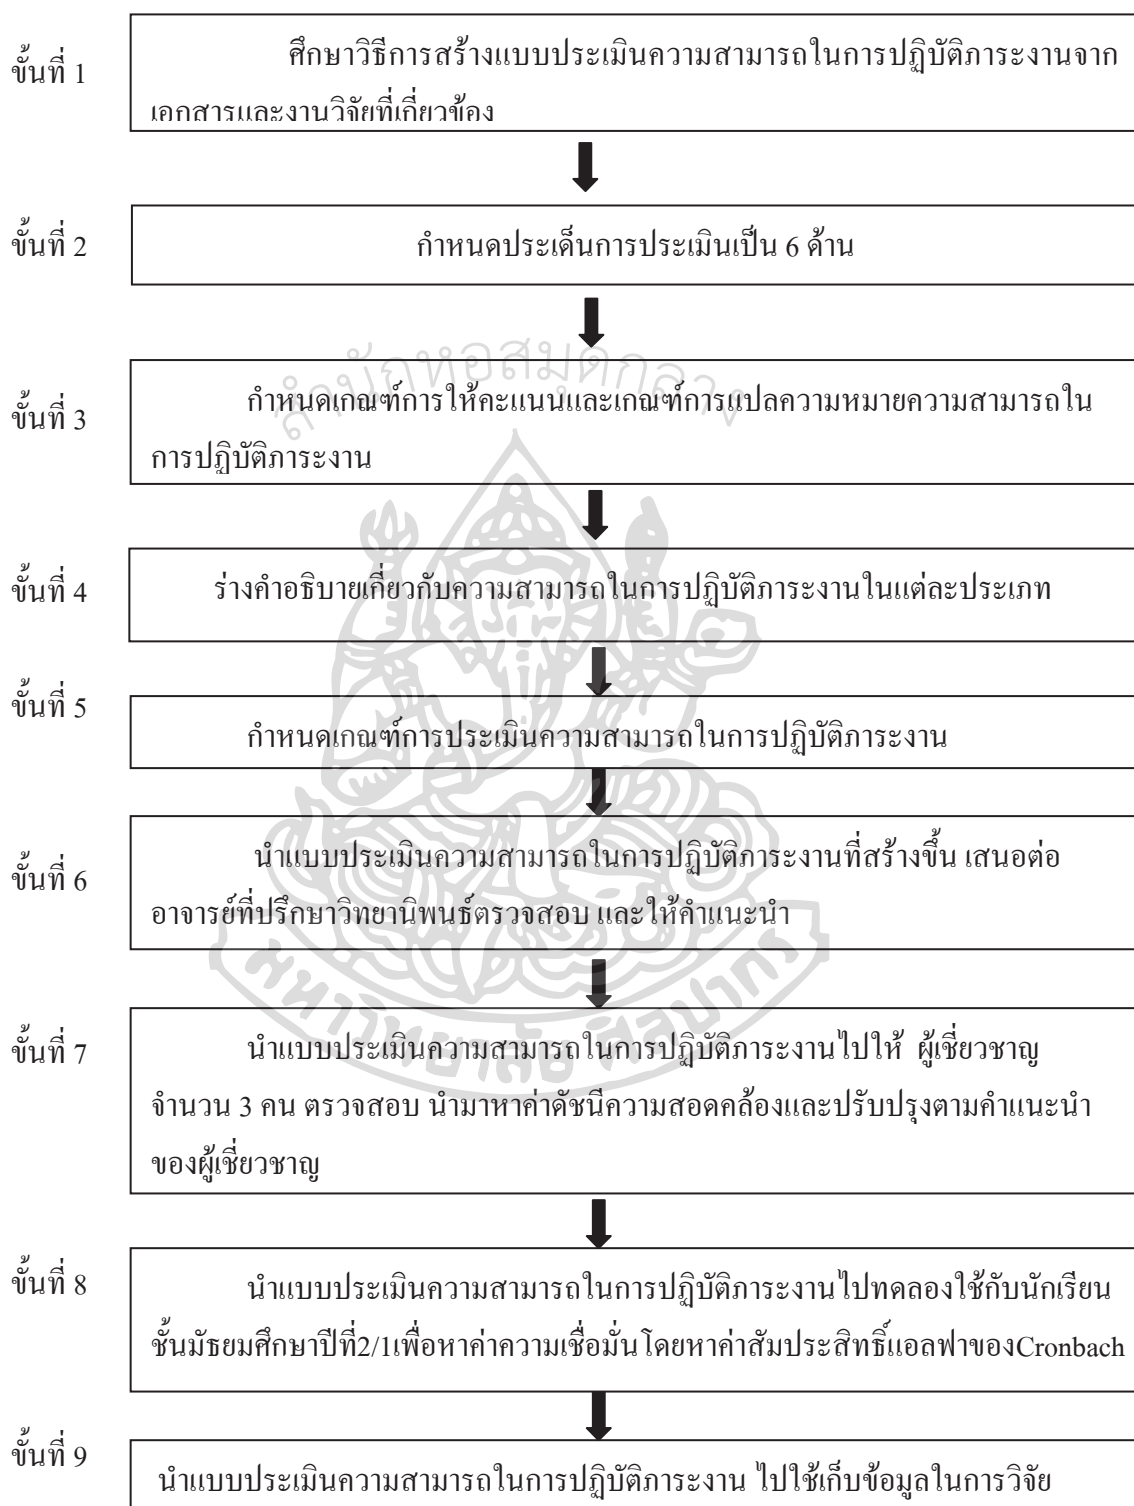 ขั้นที่ 1
ศึกษาวิธีการสร้างแบบประเมินความสามารถในการปฏิบัติภาระงานจาก
เอกสารและงานวิจัยที่เกี่ยวข้อง
ขั้นที่ 2
กำหนดประเด็นการประเมินเป็น 6 ด้าน
สำนักหอสมุดกลาง
ขั้นที่ 3
กำหนดเกณฑ์การให้คะแนนและเกณฑ์การแปลความหมายความสามารถใน
การปฏิบัติภาระงาน
ขั้นที่ 4
ร่างคำอธิบายเกี่ยวกับความสามารถในการปฏิบัติภาระงานในแต่ละประเภท
ขั้นที่ 5
กำหนดเกณฑ์การประเมินความสามารถในการปฏิบัติภาระงาน
ขั้นที่ 6
นำแบบประเมินความสามารถในการปฏิบัติภาระงานที่สร้างขึ้น เสนอต่อ
อาจารย์ที่ปรึกษาวิทยานิพนธ์ตรวจสอบ และให้คำแนะนำ
มหาวิทยาลัย ศิลปากร
ขั้นที่ 7
นำแบบประเมินความสามารถในการปฏิบัติภาระงานไปให้ ผู้เชี่ยวชาญ
จำนวน 3 คน ตรวจสอบ นำมาหาค่าดัชนีความสอดคล้องและปรับปรุงตามคำแนะนำ
ของผู้เชี่ยวชาญ
ขั้นที่ 8
นำแบบประเมินความสามารถในการปฏิบัติภาระงานไปทดลองใช้กับนักเรียน
ชั้นมัธยมศึกษาปีที่2/1เพื่อหาค่าความเชื่อมั่นโดยหาค่าสัมประสิทธิ์แอลฟาของCronbach
ขั้นที่ 9
นำแบบประเมินความสามารถในการปฏิบัติภาระงาน ไปใช้เก็บข้อมูลในการวิจัย